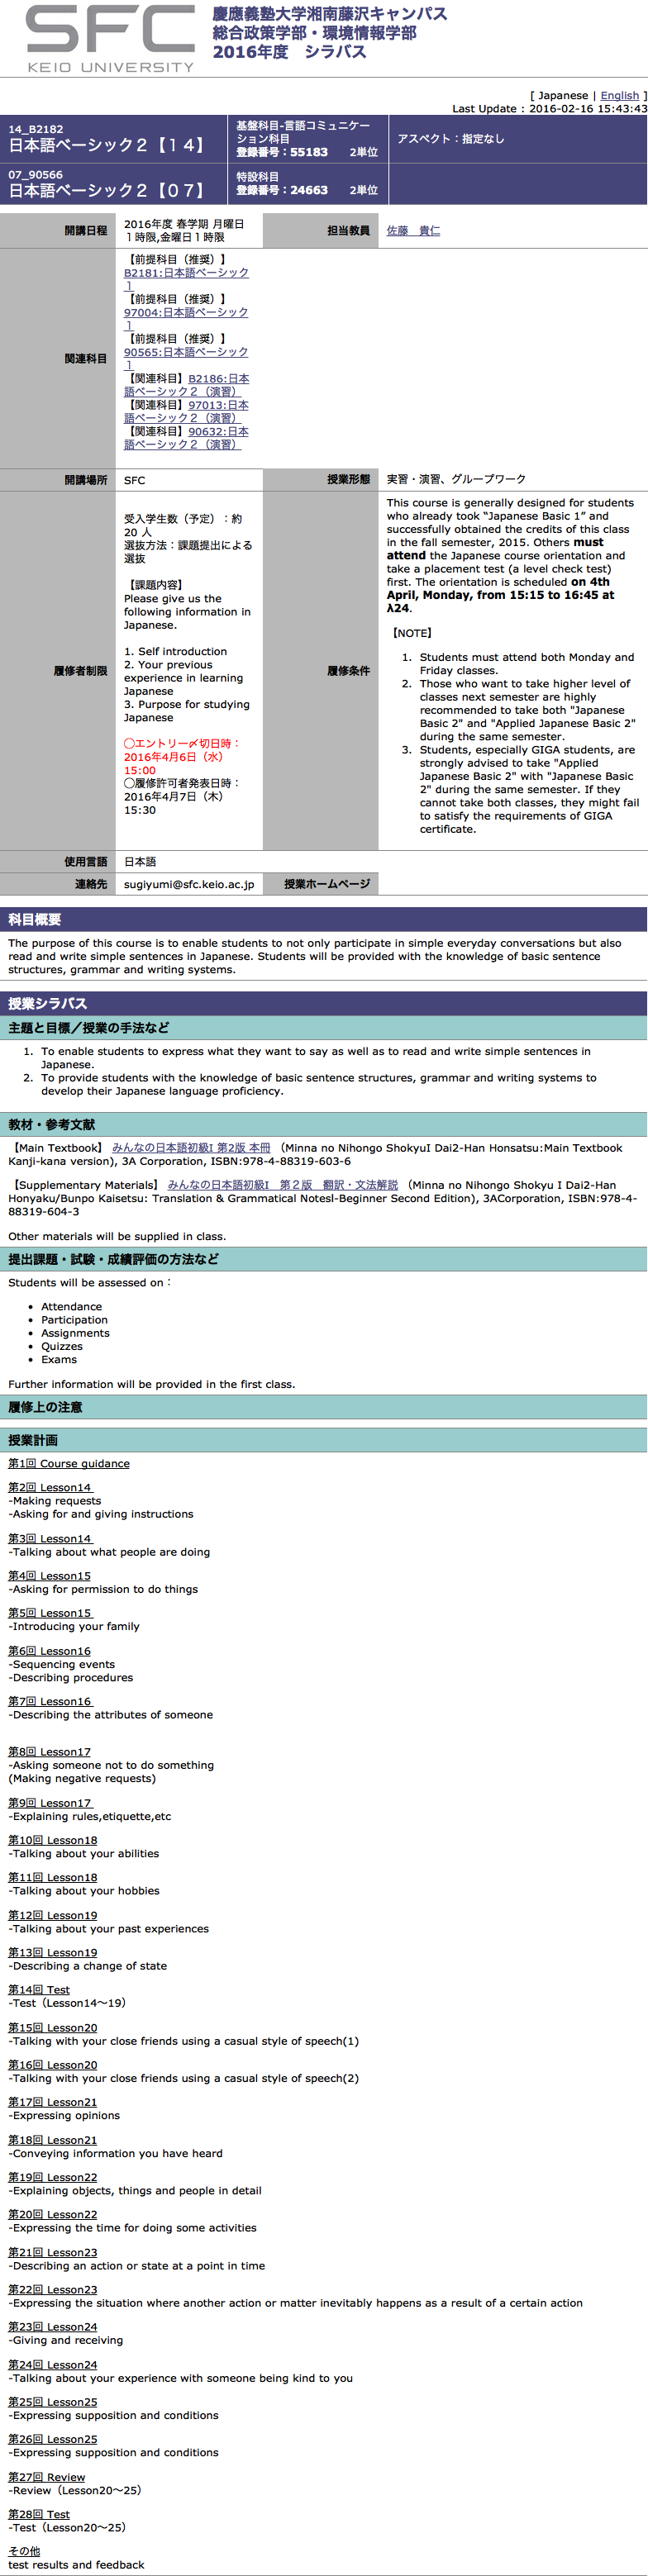 SFC
KEIO UNIVERSITY
慶應義塾大学湘南藤沢キャンパス
総合政策学部・環境情報学部
2016年度　シラバス
[ Japanese | English ]
Last Update : 2016-02-16 15:43:43
14_B2182
日本語ベーシック２【１４】
基盤科目-言語コミュニケー
ション科目
登録番号：55183　　2単位
アスペクト：指定なし
07_90566
日本語ベーシック２【０７】
特設科目
登録番号：24663　　2単位
開講日程
2016年度 春学期 月曜日
１時限,金曜日１時限
担当教員
佐藤　貴仁
関連科目
【前提科目（推奨）】
B2181:日本語ベーシック
１
【前提科目（推奨）】
97004:日本語ベーシック
１
【前提科目（推奨）】
90565:日本語ベーシック
１
【関連科目】B2186:日本
語ベーシック２（演習）
【関連科目】97013:日本
語ベーシック２（演習）
【関連科目】90632:日本
語ベーシック２（演習）
開講場所
SFC
授業形態
実習・演習、グループワーク
履修者制限
受入学生数（予定）：約
20 人
選抜方法：課題提出による
選抜
【課題内容】
Please give us the
following information in
Japanese.
1. Self introduction
2. Your previous
experience in learning
Japanese
3. Purpose for studying
Japanese
◯エントリー〆切日時：
2016年4月6日（水）
15:00
◯履修許可者発表日時：
2016年4月7日（木）
15:30
履修条件
This course is generally designed for students
who already took “Japanese Basic 1” and
successfully obtained the credits of this class
in the fall semester, 2015. Others must
attend the Japanese course orientation and
take a placement test (a level check test)
first. The orientation is scheduled on 4th
April, Monday, from 15:15 to 16:45 at
λ24.
【NOTE】
1. Students must attend both Monday and
Friday classes.
2. Those who want to take higher level of
classes next semester are highly
recommended to take both "Japanese
Basic 2" and "Applied Japanese Basic 2"
during the same semester.
3. Students, especially GIGA students, are
strongly advised to take "Applied
Japanese Basic 2" with "Japanese Basic
2" during the same semester. If they
cannot take both classes, they might fail
to satisfy the requirements of GIGA
certificate.
使用言語
日本語
連絡先
sugiyumi@sfc.keio.ac.jp
授業ホームページ
科目概要
The purpose of this course is to enable students to not only participate in simple everyday conversations but also
read and write simple sentences in Japanese. Students will be provided with the knowledge of basic sentence
structures, grammar and writing systems.
授業シラバス
主題と目標／授業の手法など
1. To enable students to express what they want to say as well as to read and write simple sentences in
Japanese.
2. To provide students with the knowledge of basic sentence structures, grammar and writing systems to
develop their Japanese language proficiency.
教材・参考文献
【Main Textbook】 みんなの日本語初級I 第2版 本冊 （Minna no Nihongo ShokyuI Dai2-Han Honsatsu:Main Textbook
Kanji-kana version), 3A Corporation, ISBN:978-4-88319-603-6
【Supplementary Materials】 みんなの日本語初級I　第２版　翻訳・文法解説 （Minna no Nihongo Shokyu I Dai2-Han
Honyaku/Bunpo Kaisetsu: Translation & Grammatical NotesI-Beginner Second Edition), 3ACorporation, ISBN:978-4-
88319-604-3
Other materials will be supplied in class.
提出課題・試験・成績評価の方法など
Students will be assessed on：
• Attendance
• Participation
• Assignments
• Quizzes
• Exams
Further information will be provided in the first class.
履修上の注意
授業計画
第1回 Course guidance
第2回 Lesson14
-Making requests
-Asking for and giving instructions
第3回 Lesson14
-Talking about what people are doing
第4回 Lesson15
-Asking for permission to do things
第5回 Lesson15
-Introducing your family
第6回 Lesson16
-Sequencing events
-Describing procedures
第7回 Lesson16
-Describing the attributes of someone
第8回 Lesson17
-Asking someone not to do something
(Making negative requests)
第9回 Lesson17
-Explaining rules,etiquette,etc
第10回 Lesson18
-Talking about your abilities
第11回 Lesson18
-Talking about your hobbies
第12回 Lesson19
-Talking about your past experiences
第13回 Lesson19
-Describing a change of state
第14回 Test
-Test（Lesson14〜19）
第15回 Lesson20
-Talking with your close friends using a casual style of speech(1)
第16回 Lesson20
-Talking with your close friends using a casual style of speech(2)
第17回 Lesson21
-Expressing opinions
第18回 Lesson21
-Conveying information you have heard
第19回 Lesson22
-Explaining objects, things and people in detail
第20回 Lesson22
-Expressing the time for doing some activities
第21回 Lesson23
-Describing an action or state at a point in time
第22回 Lesson23
-Expressing the situation where another action or matter inevitably happens as a result of a certain action
第23回 Lesson24
-Giving and receiving
第24回 Lesson24
-Talking about your experience with someone being kind to you
第25回 Lesson25
-Expressing supposition and conditions
第26回 Lesson25
-Expressing supposition and conditions
第27回 Review
-Review（Lesson20〜25）
第28回 Test
-Test（Lesson20〜25）
その他
test results and feedback